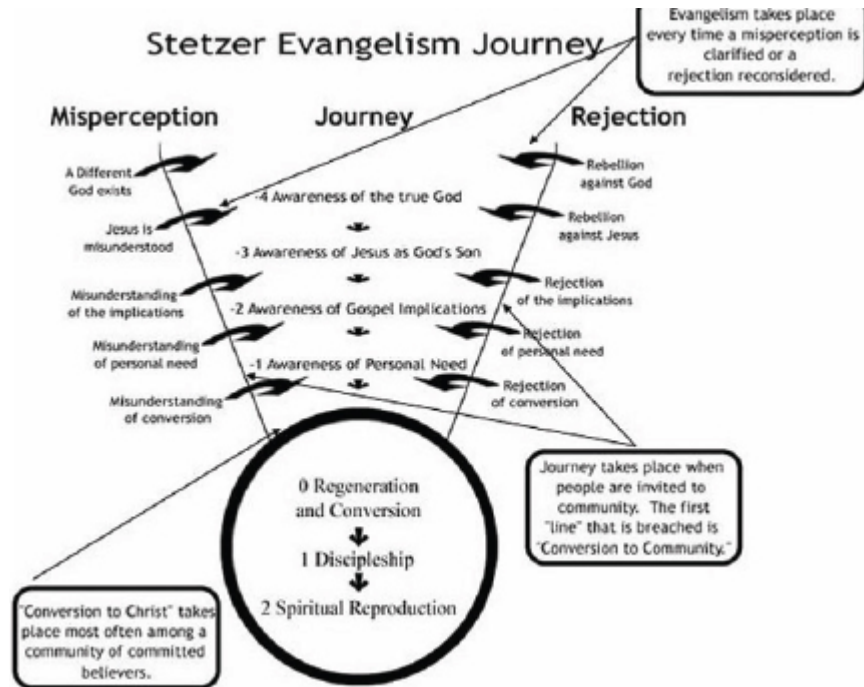 Stetzer Evangelism Journey
Evangelism takes place
every time a misperception is
clarified or a
rejection reconsidered.
Misperception
Journey
Rejection
A Different
God exists
Rebellion
against God
-4 Awareness of the true God
Jesus is
misunderstood
Rebellion
against Jesus
-3 Awareness of Jesus as God's Son
Misunderstanding
of the implications
Rejection
of the implications
-2 Awareness of Gospel Implications
Misunderstanding
of personal need
Rejection
of personal need
-1 Awareness of Personal Need
Misunderstanding
of conversion
Rejection
of conversion
0 Regeneration
and Conversion
1 Discipleship
2 Spiritual Reproduction
Journey takes place when
people are invited to
community. The first
"line" that is breached is
"Conversion to Community."
"Conversion to Christ" takes
place most often among a
community of committed
believers.